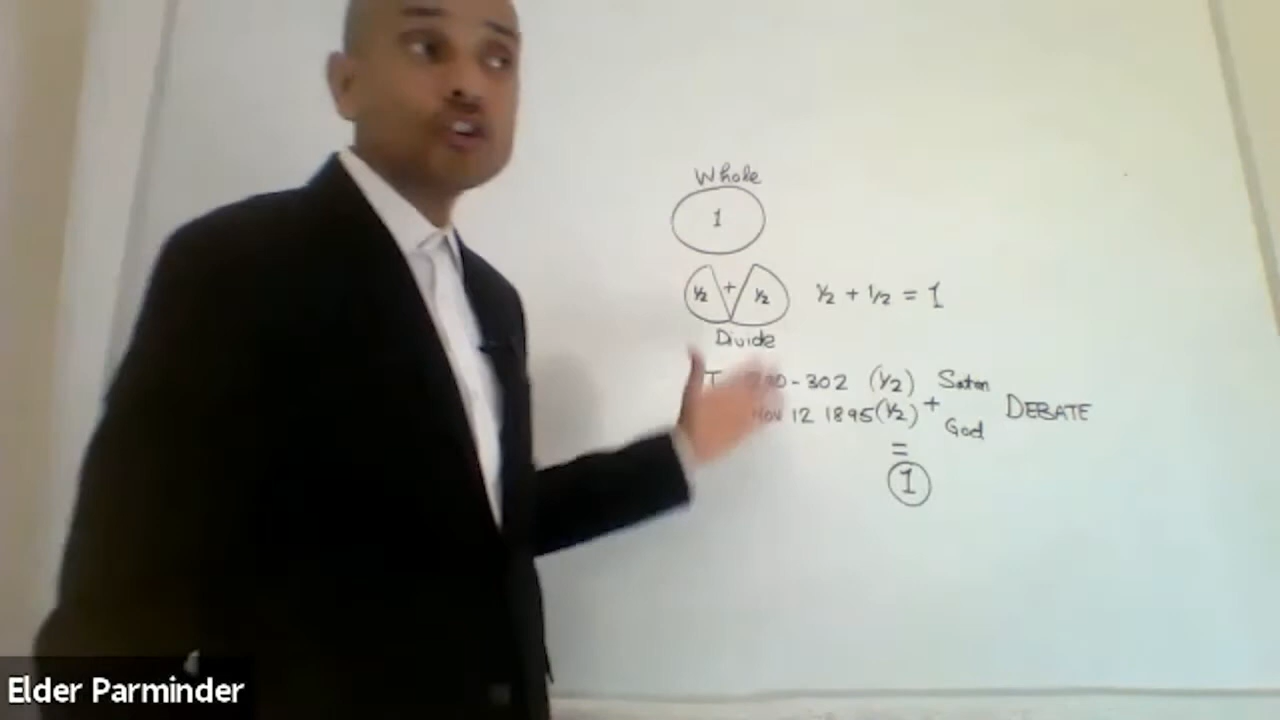 Whole
1
½ + ½ ½ + 1/2 = 1
Divide
- 302 (½) Satan
Nov 12 1895 (½) + God DEBATE
=
1
Elder Parminder